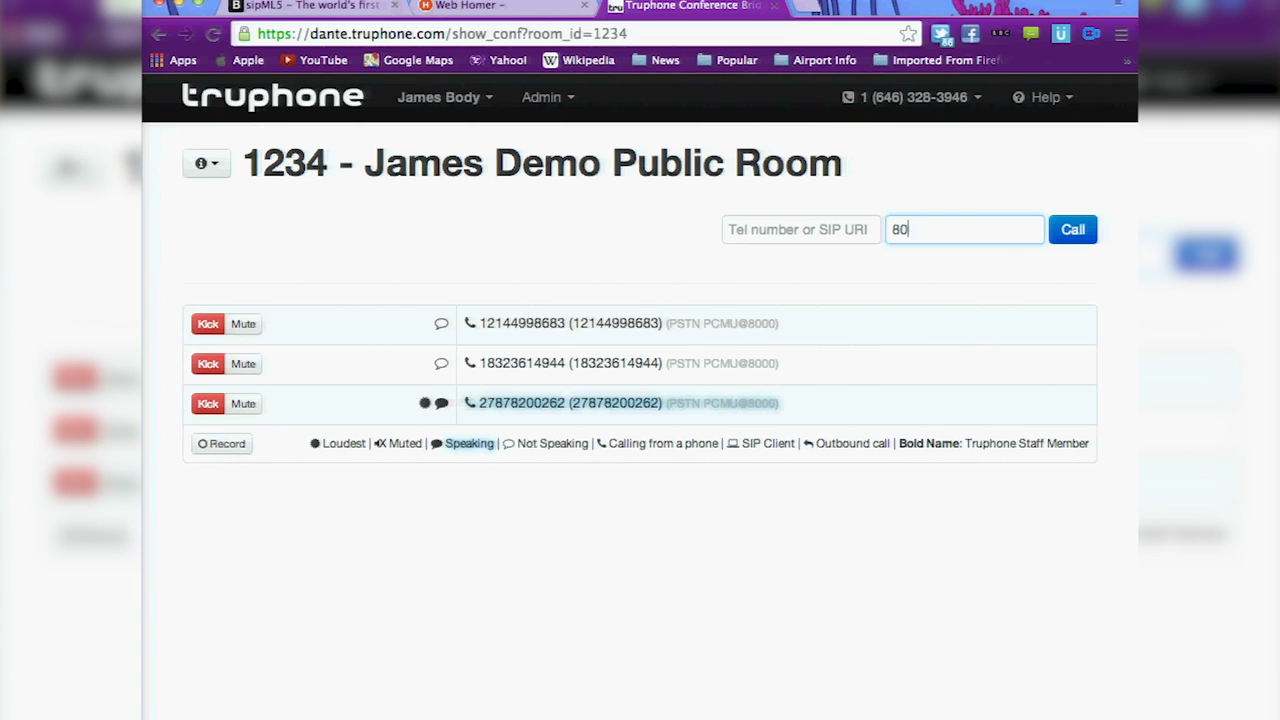 sipML5 – The world's first
Web Homer –
Truphone Conference Brid
https://dante.truphone.com/show_conf?room_id=1234
86
A B C
Apps Apple YouTube Google Maps Yahoo! Wikipedia News Popular Airport Info Imported From Firef
truphone James Body Admin 1 (646) 328-3946 Help
1234 - James Demo Public Room
Tel number or SIP URI 80 Call
Kick Mute 12144998683 (12144998683) (PSTN PCMU@8000)
Kick Mute 18323614944 (18323614944) (PSTN PCMU@8000)
Kick Mute 27878200262 (27878200262) (PSTN PCMU@8000)
Record Loudest | Muted | Speaking | Not Speaking | Calling from a phone | SIP Client | Outbound call | Bold Name: Truphone Staff Member